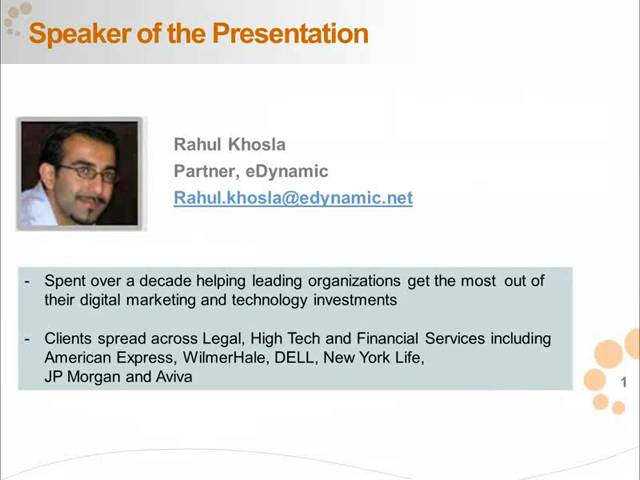 Speaker of the Presentation
Rahul Khosla
Partner, eDynamic
Rahul.khosla@edynamic.net
- Spent over a decade helping leading organizations get the most out of
their digital marketing and technology investments
- Clients spread across Legal, High Tech and Financial Services including
American Express, WilmerHale, DELL, New York Life,
JP Morgan and Aviva
1